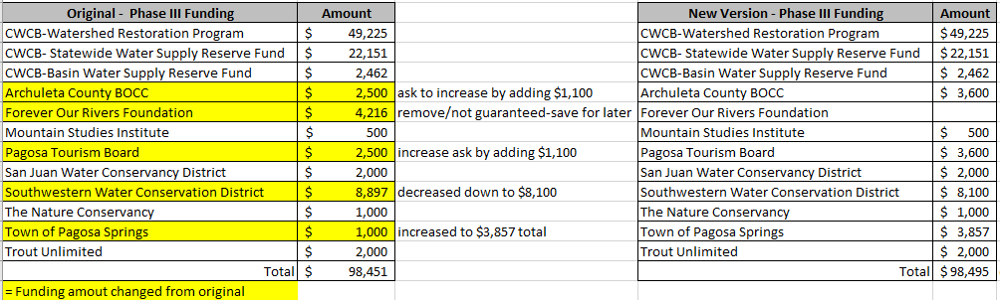 Original -  Phase III Funding Amount New Version - Phase III Funding Amount
CWCB-Watershed Restoration Program $ 49,225 CWCB-Watershed Restoration Program $ 49,225
CWCB- Statewide Water Supply Reserve Fund $ 22,151 CWCB- Statewide Water Supply Reserve Fund $ 22,151
CWCB-Basin Water Supply Reserve Fund $ 2,462 CWCB-Basin Water Supply Reserve Fund $ 2,462
Archuleta County BOCC $ 2,500 ask to increase by adding $1,100 Archuleta County BOCC $ 3,600
Forever Our Rivers Foundation $ 4,216 remove/not guaranteed-save for later Forever Our Rivers Foundation
Mountain Studies Institute $ 500 Mountain Studies Institute $ 500
Pagosa Tourism Board $ 2,500 increase ask by adding $1,100 Pagosa Tourism Board $ 3,600
San Juan Water Conservancy District $ 2,000 San Juan Water Conservancy District $ 2,000
Southwestern Water Conservation District $ 8,897 decreased down to $8,100 Southwestern Water Conservation District $ 8,100
The Nature Conservancy $ 1,000 The Nature Conservancy $ 1,000
Town of Pagosa Springs $ 1,000 increased to $3,857 total Town of Pagosa Springs $ 3,857
Trout Unlimited $ 2,000 Trout Unlimited $ 2,000
Total $ 98,451 Total $ 98,495
= Funding amout changed from original